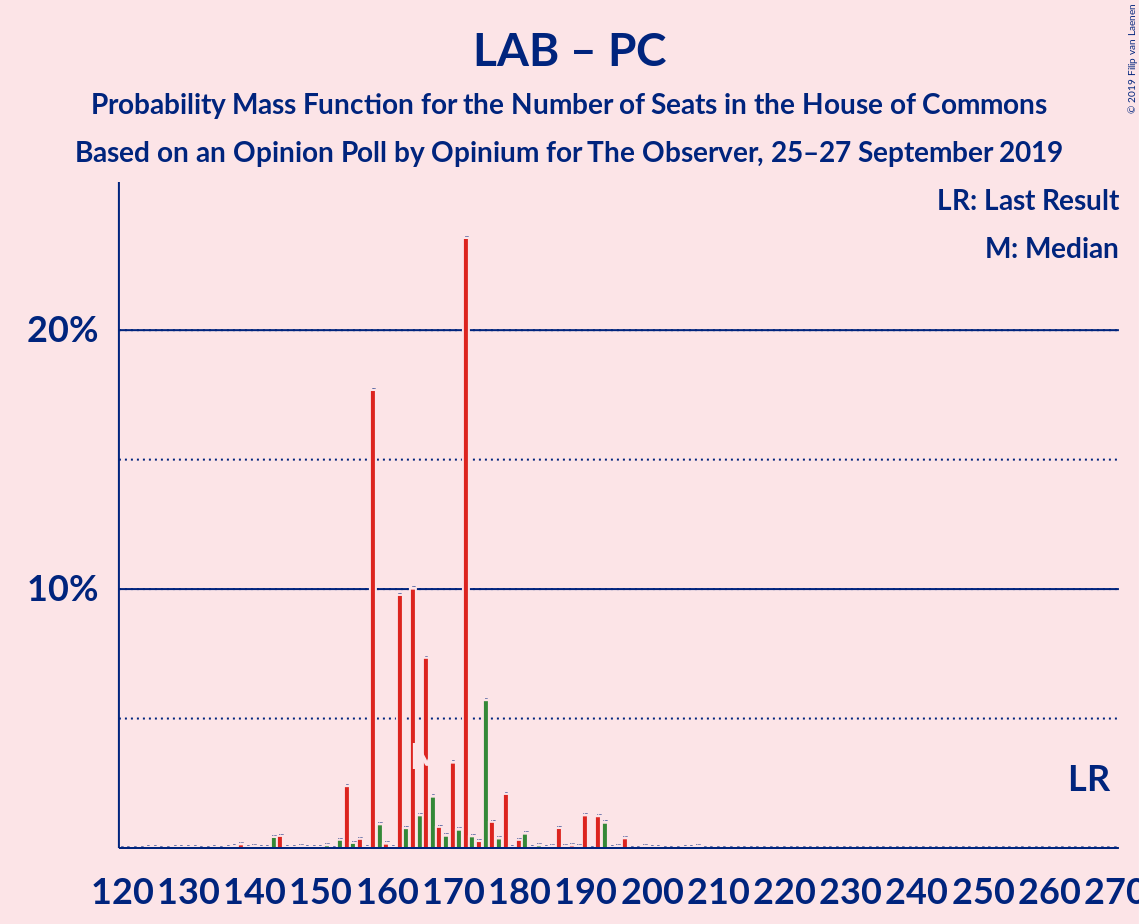 LAB – PC
Probability Mass Function for the Number of Seats in the House of Commons
Based on an Opinion Poll by Opinium for The Observer, 25–27 September 2019
© 2019 Filip van Laenen
LR: Last Result
M: Median
20%
10%
LR
120 130 140 150 160 170 180 190 200 210 220 230 240 250 260 270